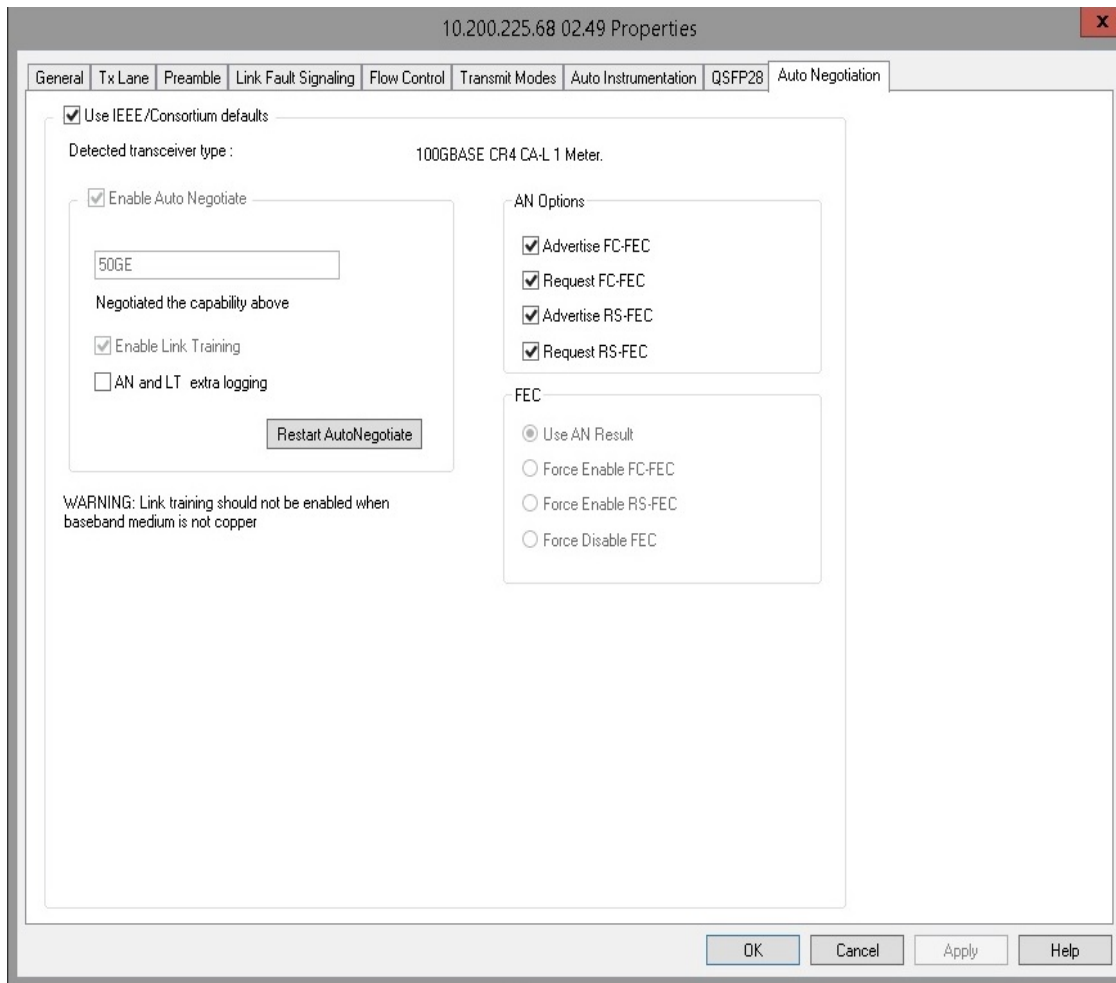 10.200.225.68 02.49 Properties
x
General Tx Lane Preamble Link Fault Signaling Flow Control Transmit Modes Auto Instrumentation QSFP28 Auto Negotiation
Use IEEE/Consortium defaults
Detected transceiver type : 100GBASE CR4 CA-L 1 Meter.
Enable Auto Negotiate
50GE
Negotiated the capability above
Enable Link Training
AN and LT extra logging
Restart AutoNegotiate
WARNING: Link training should not be enabled when
baseband medium is not copper
AN Options
Advertise FC-FEC
Request FC-FEC
Advertise RS-FEC
Request RS-FEC
FEC
Use AN Result
Force Enable FC-FEC
Force Enable RS-FEC
Force Disable FEC
OK Cancel Apply Help